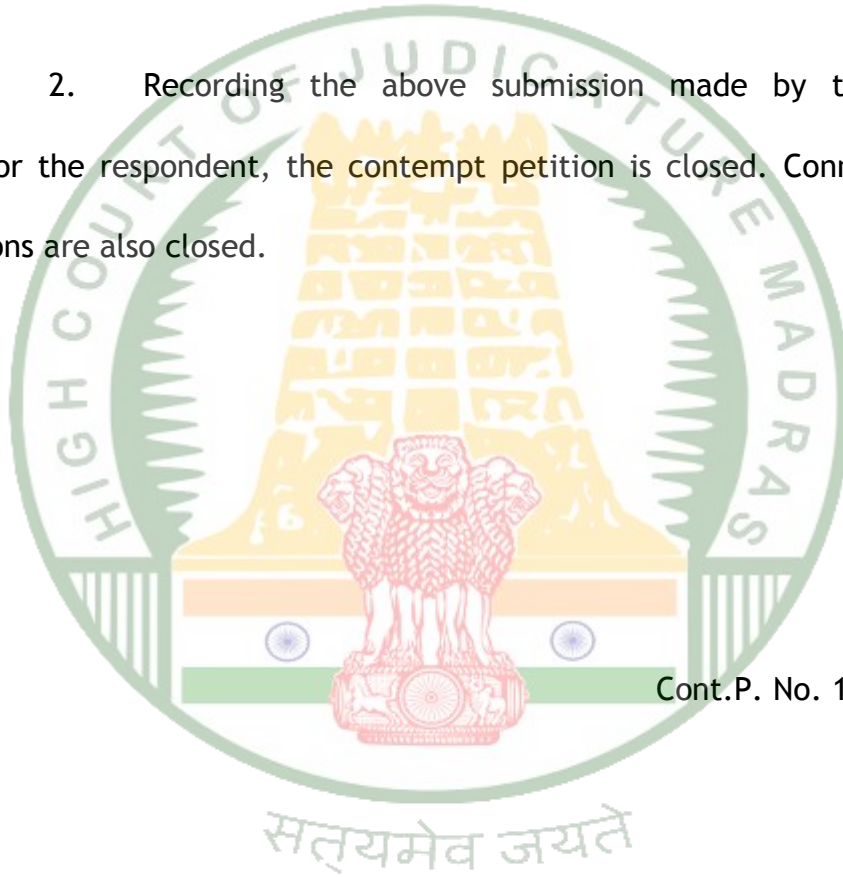 2. Recording the above submission made by t
or the respondent, the contempt petition is closed. Conn
ons are also closed.
HIGH COURT OF JUDICATURE MADRAS
Cont.P. No. 1
सत्यमेव जयते